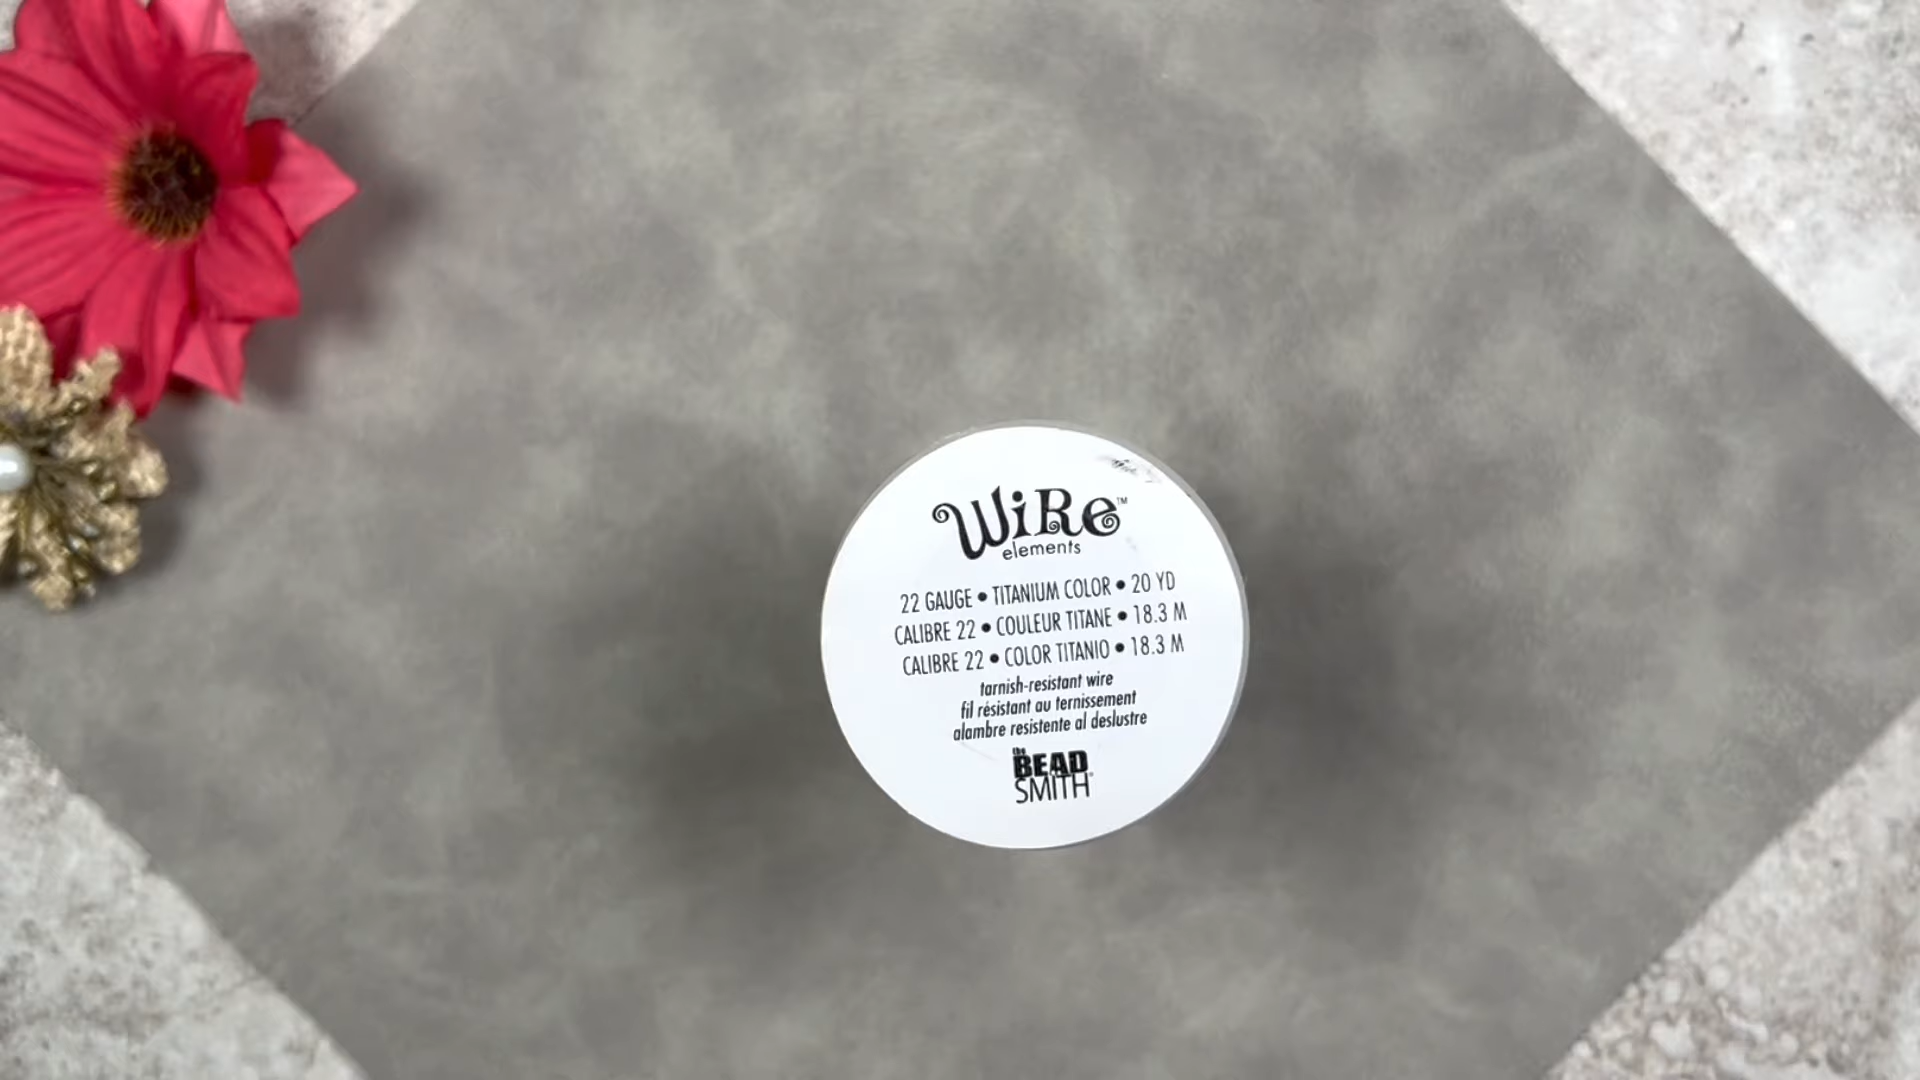 WiRe™
elements
22 GAUGE • TITANIUM COLOR • 20 YD
CALIBRE 22 • COULEUR TITANE • 18.3 M
CALIBRE 22 • COLOR TITANIO • 18.3 M
tarnish-resistant wire
fil résistant au ternissement
alambre resistente al deslustre
the
BEAD
SMITH®